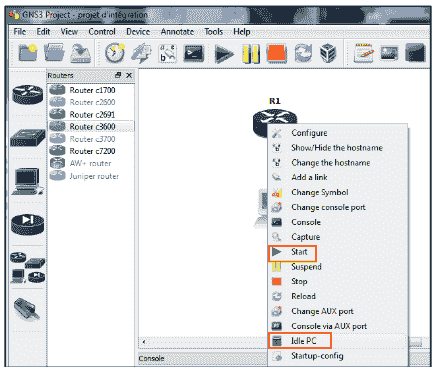 GNS3 Project - projet d'intégration
File Edit View Control Device Annotate Tools Help
Routers
R1
Router c1700
Router c2600
Router c2691
Router c3600
Router c3700
Router c7200
AW+ router
Juniper router
Configure
Show/Hide the hostname
Change the hostname
Add a link
Change Symbol
Change console port
Console
Capture
Start
Suspend
Stop
Reload
Change AUX port
Console via AUX port
Idle PC
Startup-config
Console